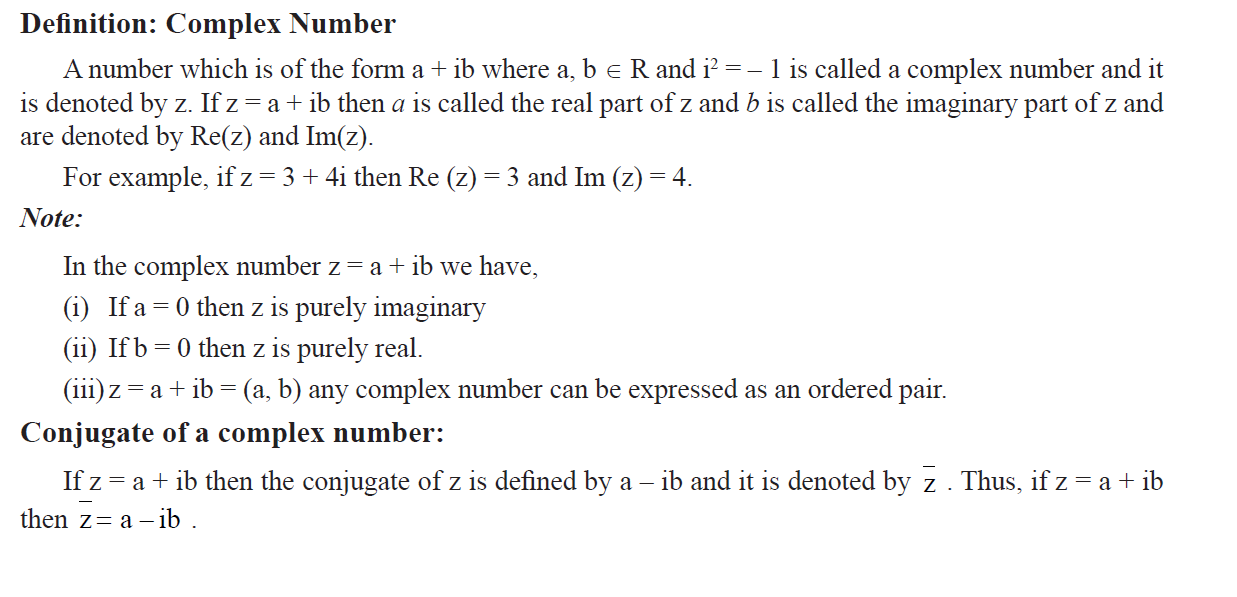 Definition: Complex Number
A number which is of the form a + ib where a, b ∈ R and i² = – 1 is called a complex number and it
is denoted by z. If z = a + ib then a is called the real part of z and b is called the imaginary part of z and
are denoted by Re(z) and Im(z).
For example, if z = 3 + 4i then Re (z) = 3 and Im (z) = 4.
Note:
In the complex number z = a + ib we have,
(i) If a = 0 then z is purely imaginary
(ii) If b = 0 then z is purely real.
(iii) z = a + ib = (a, b) any complex number can be expressed as an ordered pair.
Conjugate of a complex number:
If z = a + ib then the conjugate of z is defined by a – ib and it is denoted by z̅ . Thus, if z = a + ib
then z̅ = a – ib .